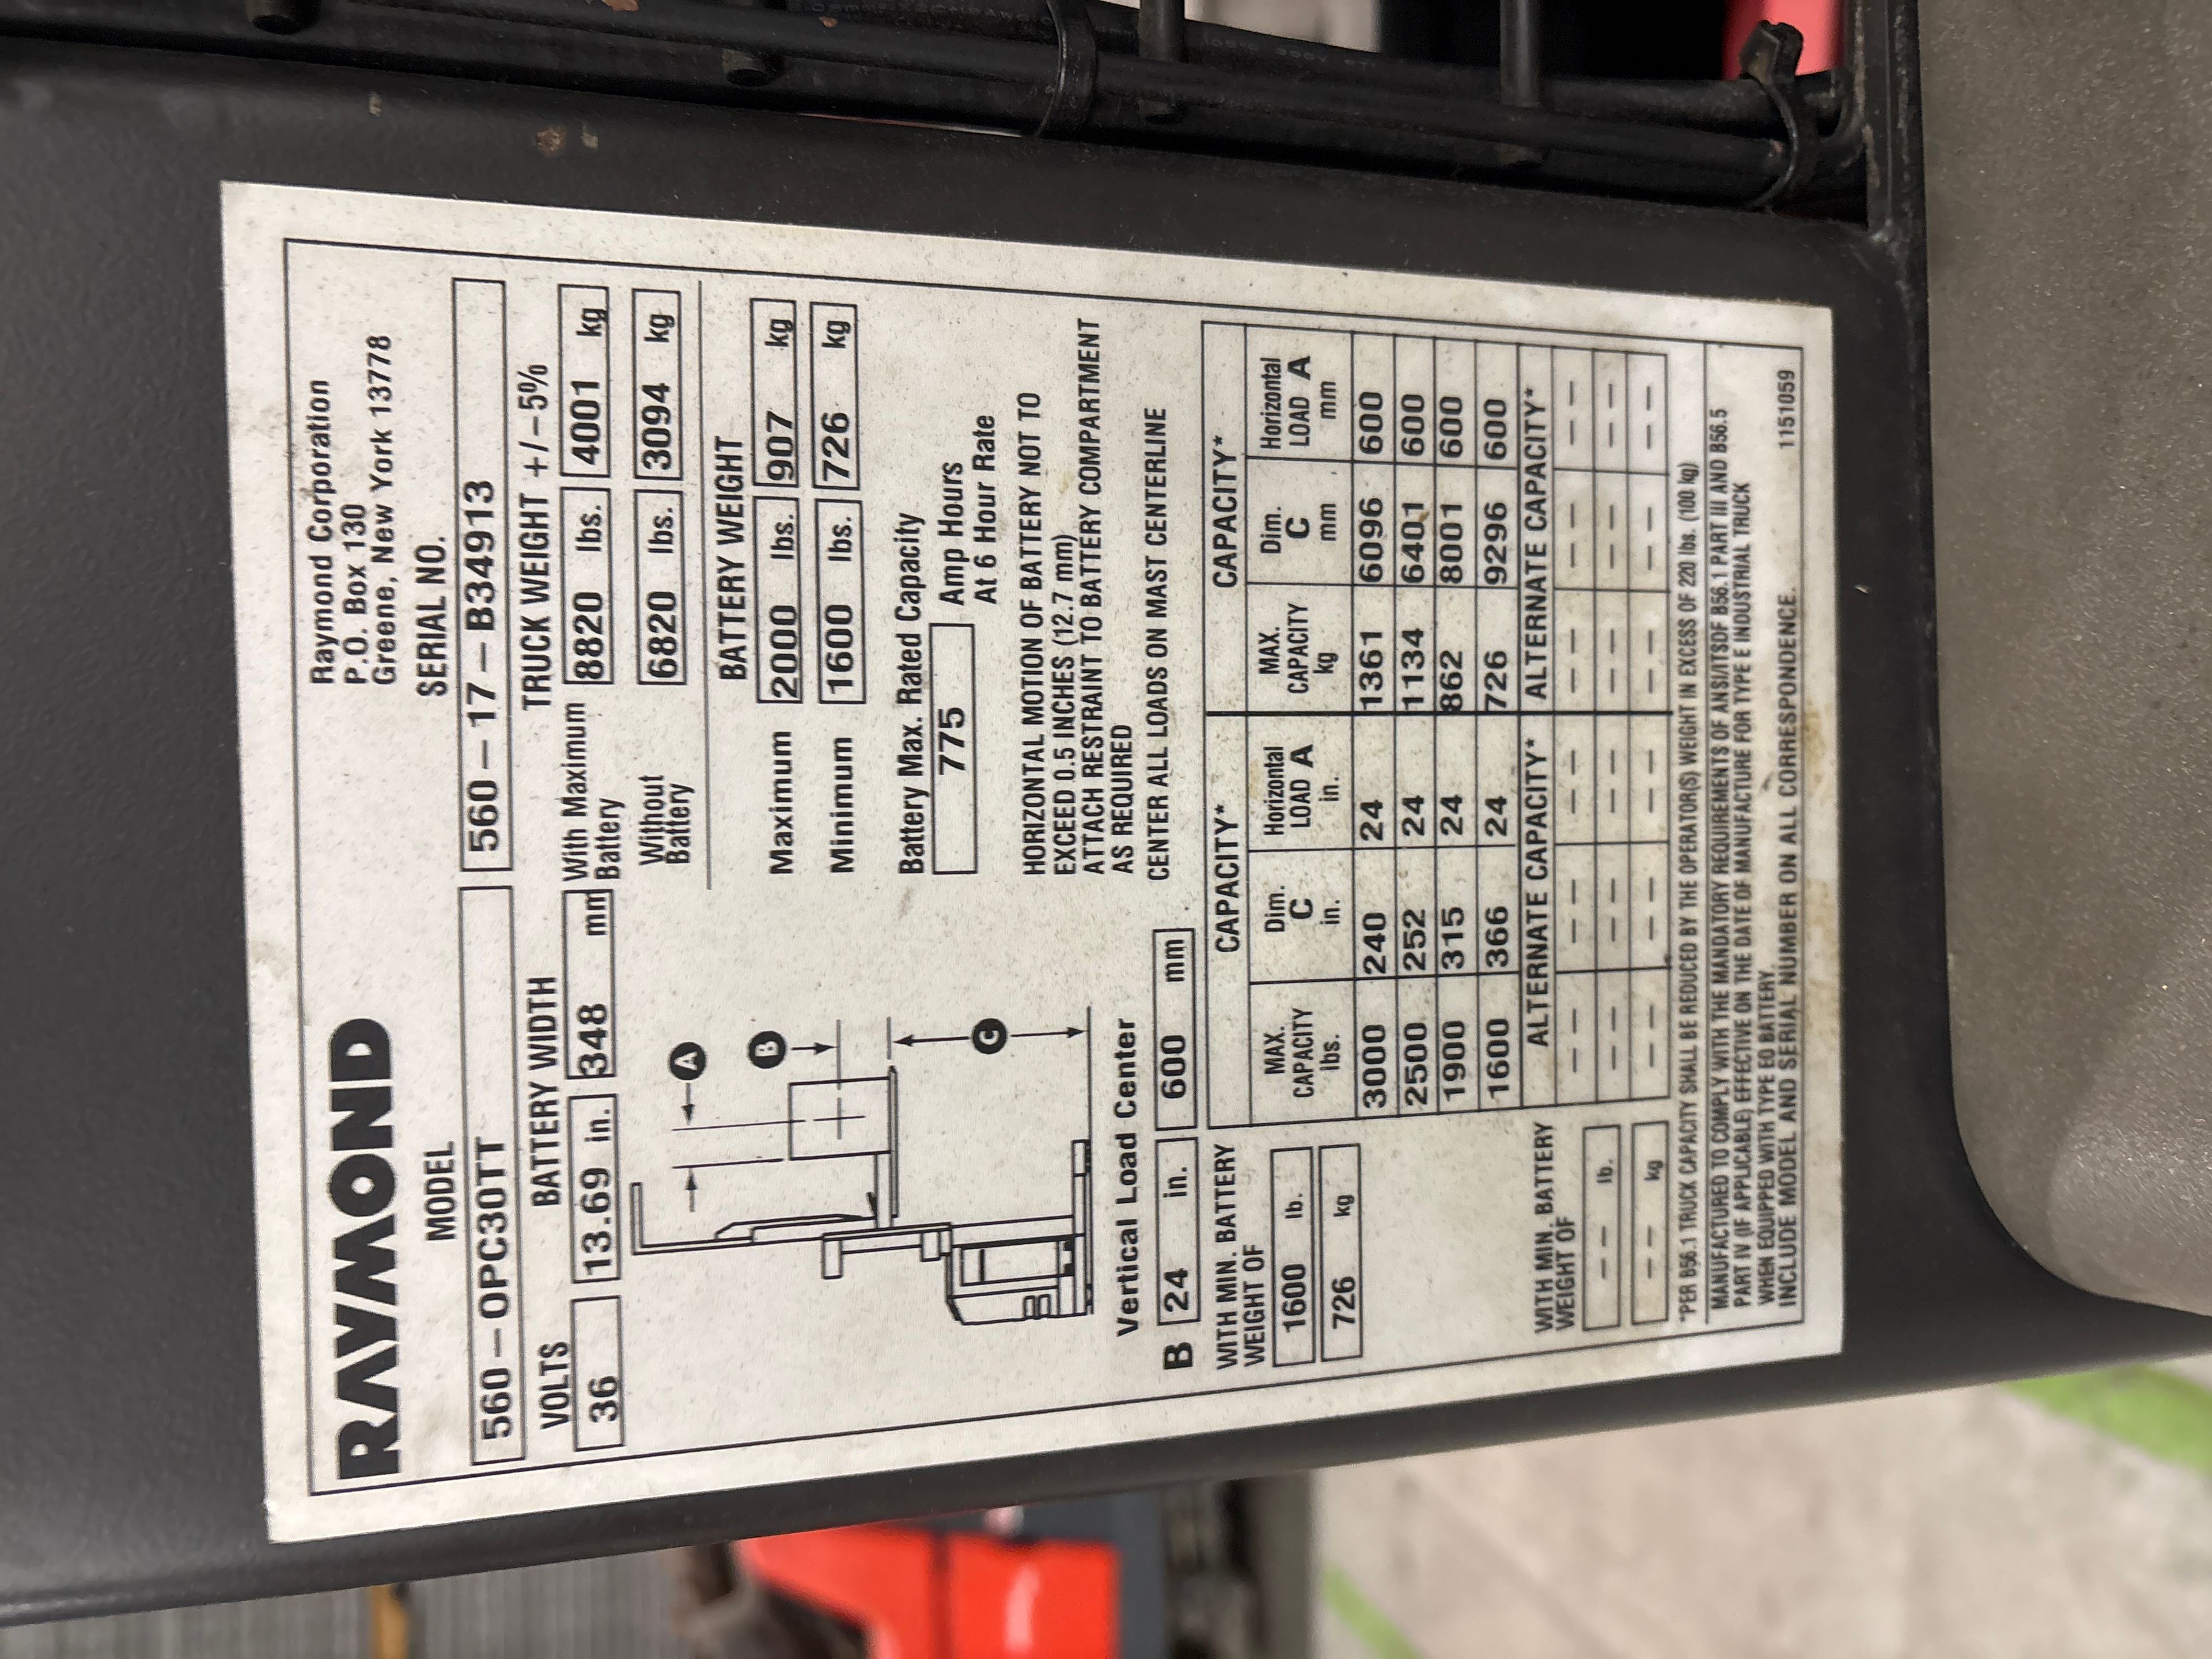 RAYMOND
Raymond Corporation
P.O. Box 130
Greene, New York 13778
MODEL
SERIAL NO.
560-OPC30TT
560-17-B34913
VOLTS
BATTERY WIDTH
TRUCK WEIGHT +/-5%
36
13.69 in.
348 mm
With Maximum
Battery
8820 lbs.
4001 kg
Without
Battery
6820 lbs.
3094 kg
BATTERY WEIGHT
Maximum
2000 lbs.
907 kg
Minimum
1600 lbs.
726 kg
Battery Max. Rated Capacity
775
Amp Hours
At 6 Hour Rate
A
B
C
HORIZONTAL MOTION OF BATTERY NOT TO
EXCEED 0.5 INCHES (12.7 mm)
ATTACH RESTRAINT TO BATTERY COMPARTMENT
AS REQUIRED
CENTER ALL LOADS ON MAST CENTERLINE
Vertical Load Center
B 24 in. 600 mm
WITH MIN. BATTERY
WEIGHT OF
1600 lb.
726 kg
CAPACITY* CAPACITY*
MAX. CAPACITY lbs. Dim. C in. Horizontal LOAD A in. MAX. CAPACITY kg Dim. C mm Horizontal LOAD A mm
3000 240 24 1361 6096 600
2500 252 24 1134 6401 600
1900 315 24 862 8001 600
1600 366 24 726 9296 600
ALTERNATE CAPACITY* ALTERNATE CAPACITY*
WITH MIN. BATTERY
WEIGHT OF
-- lb.
-- kg
-- -- -- -- -- --
-- -- -- -- -- --
-- -- -- -- -- --
*PER B56.1 TRUCK CAPACITY SHALL BE REDUCED BY THE OPERATOR(S) WEIGHT IN EXCESS OF 220 lbs. (100 kg)
MANUFACTURED TO COMPLY WITH THE MANDATORY REQUIREMENTS OF ANSI/ITSDF B56.1 PART III AND B56.5
PART IV (IF APPLICABLE) EFFECTIVE ON THE DATE OF MANUFACTURE FOR TYPE E INDUSTRIAL TRUCK
WHEN EQUIPPED WITH TYPE EO BATTERY.
INCLUDE MODEL AND SERIAL NUMBER ON ALL CORRESPONDENCE.
1151059